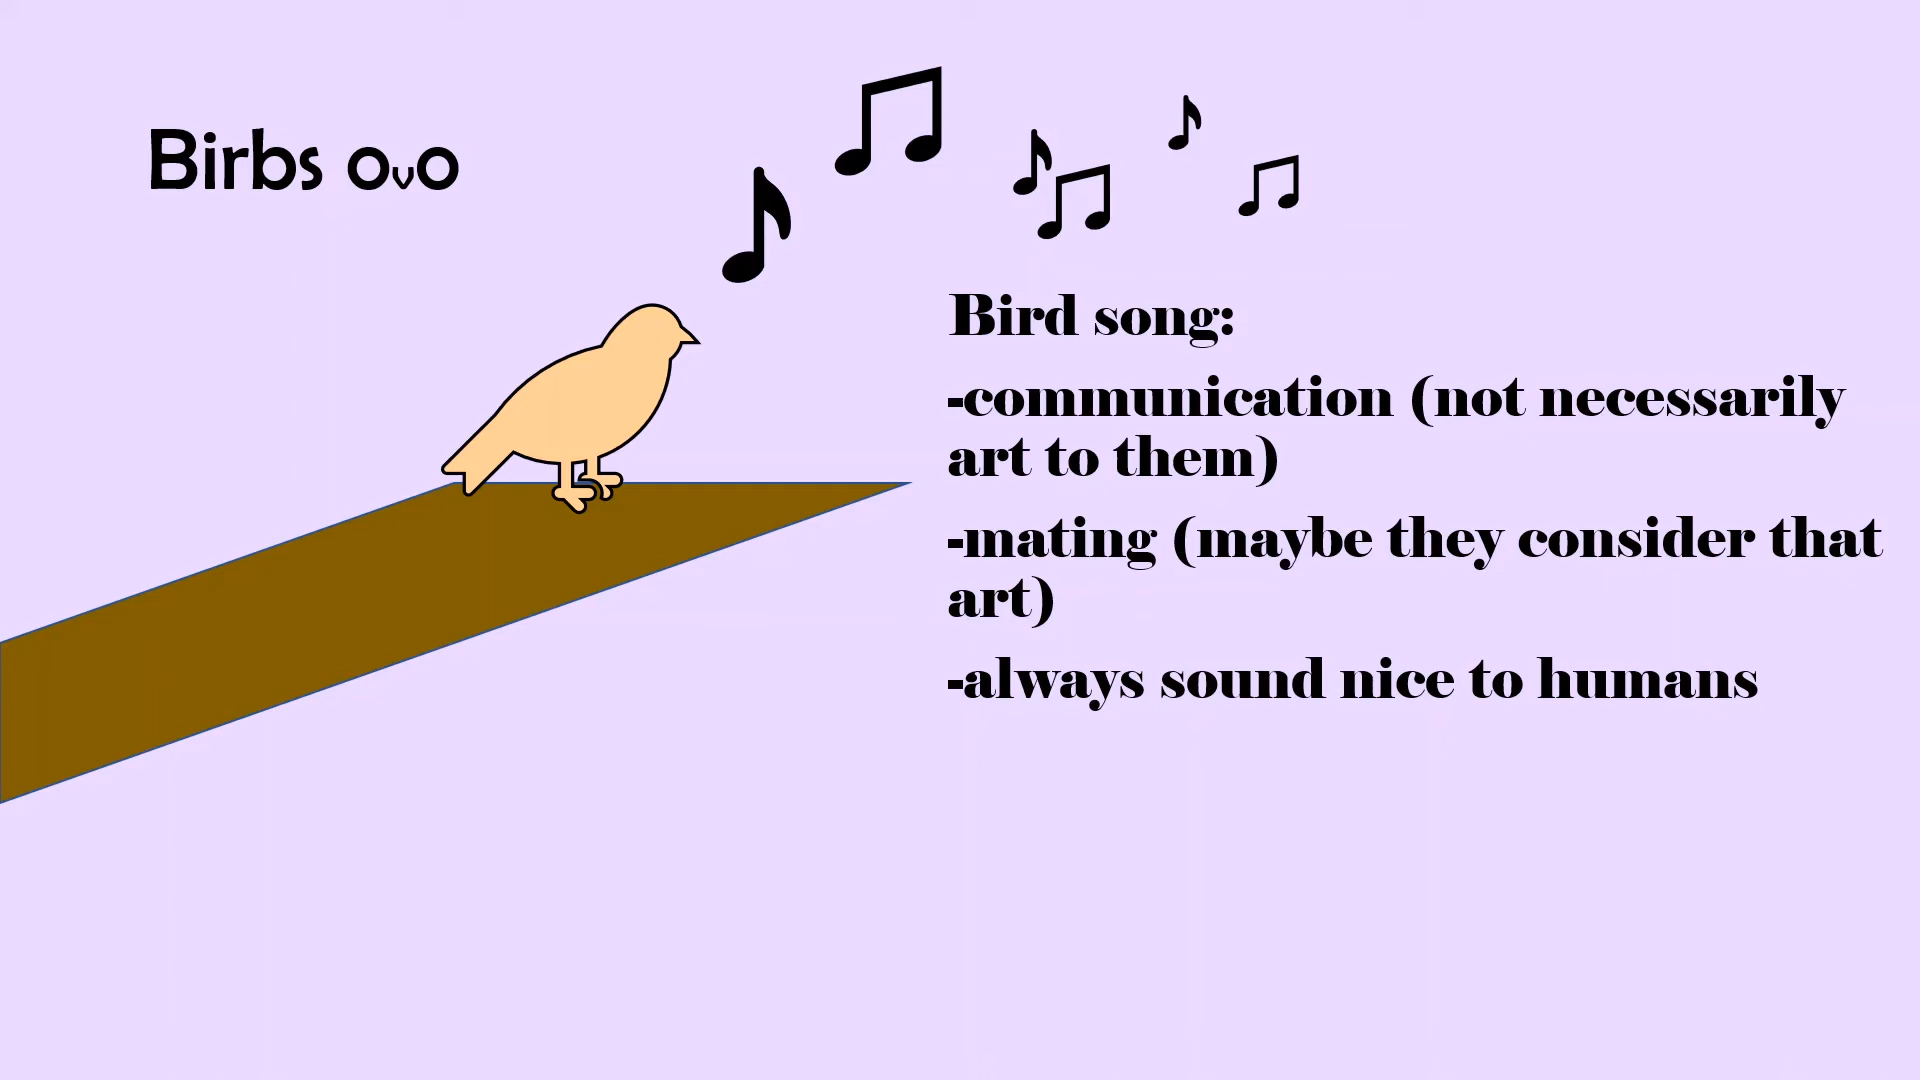 Birbs ovo
Bird song:
-communication (not necessarily
art to them)
-mating (maybe they consider that
art)
-always sound nice to humans